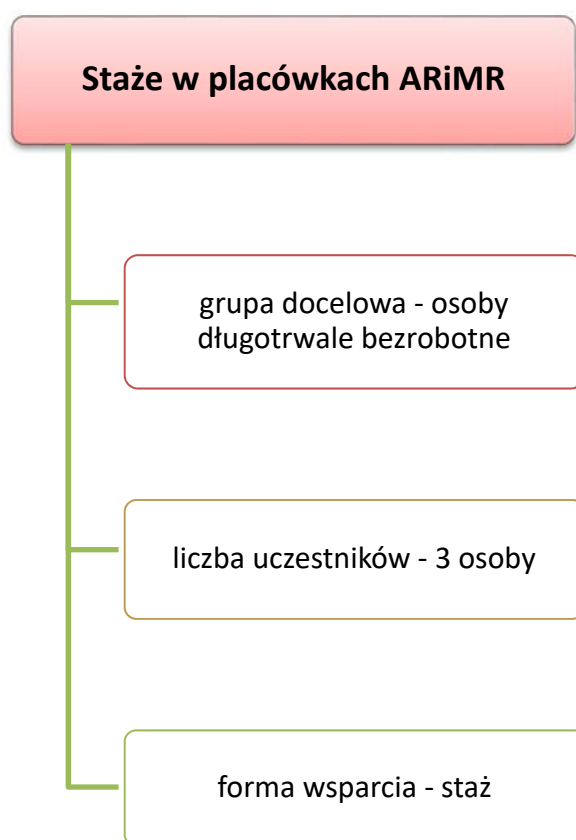 Staże w placówkach ARiMR
grupa docelowa - osoby
długotrwale bezrobotne
liczba uczestników - 3 osoby
forma wsparcia - staż